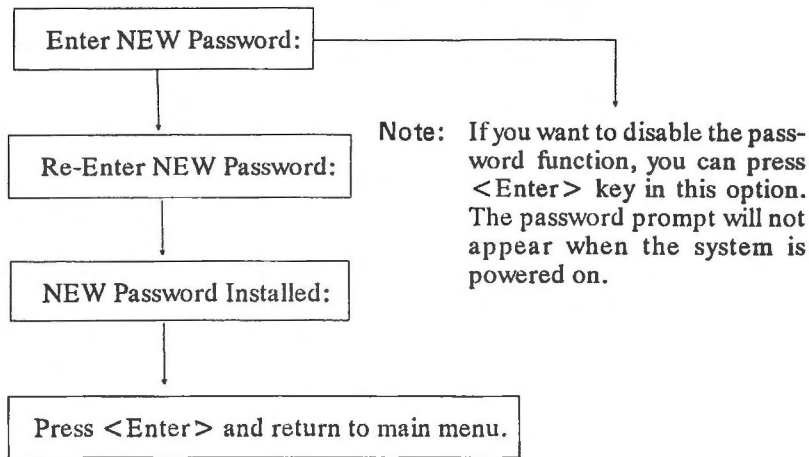 Enter NEW Password:
Note: If you want to disable the pass-
word function, you can press
<Enter> key in this option.
The password prompt will not
appear when the system is
powered on.
Re-Enter NEW Password:
NEW Password Installed:
Press <Enter> and return to main menu.